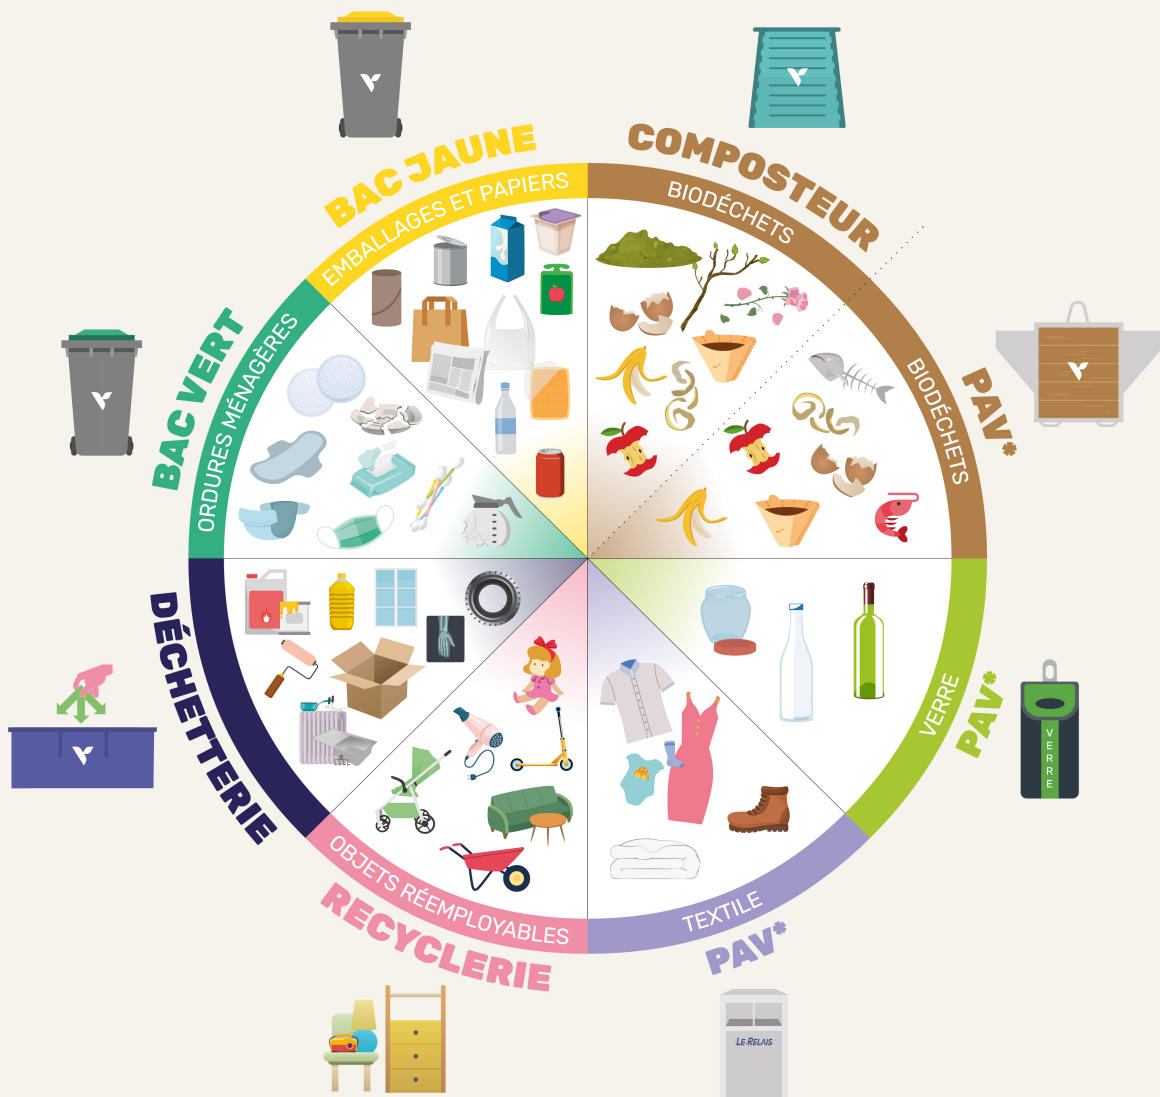 BAC JAUNE
EMBALLAGES ET PAPIERS
COMPOSTEUR
BIODÉCHETS
PAV*
BIODÉCHETS
PAV*
VERRE
VERRE
PAV*
TEXTILE
LE RELAIS
RECYCLERIE
OBJETS RÉEMPLOYABLES
DÉCHETTERIE
BAC VERT
ORDURES MÉNAGÈRES